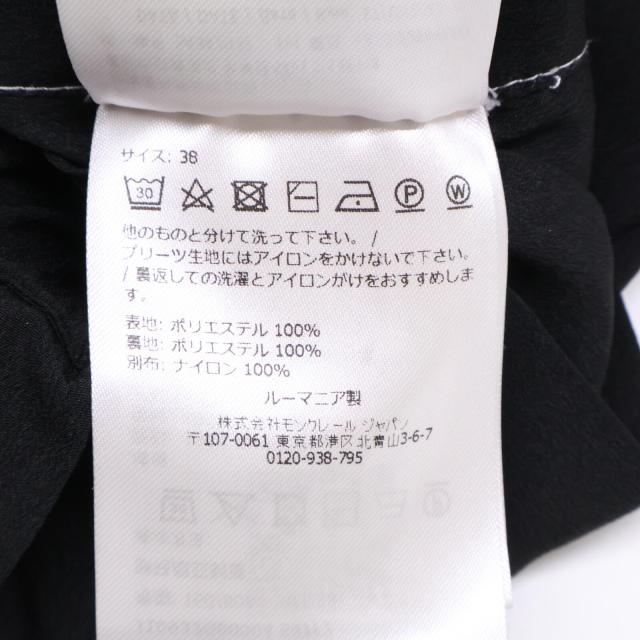 サイズ: 38
30 P W
他のものと分けて洗って下さい。/
プリーツ生地にはアイロンをかけないで下さい。
/ 裏返しての洗濯とアイロンがけをおすすめしま
す。
表地: ポリエステル 100%
裏地: ポリエステル 100%
別布: ナイロン 100%
ルーマニア製
株式会社モンクレール ジャパン
〒107-0061 東京都港区北青山3-6-7
0120-938-795